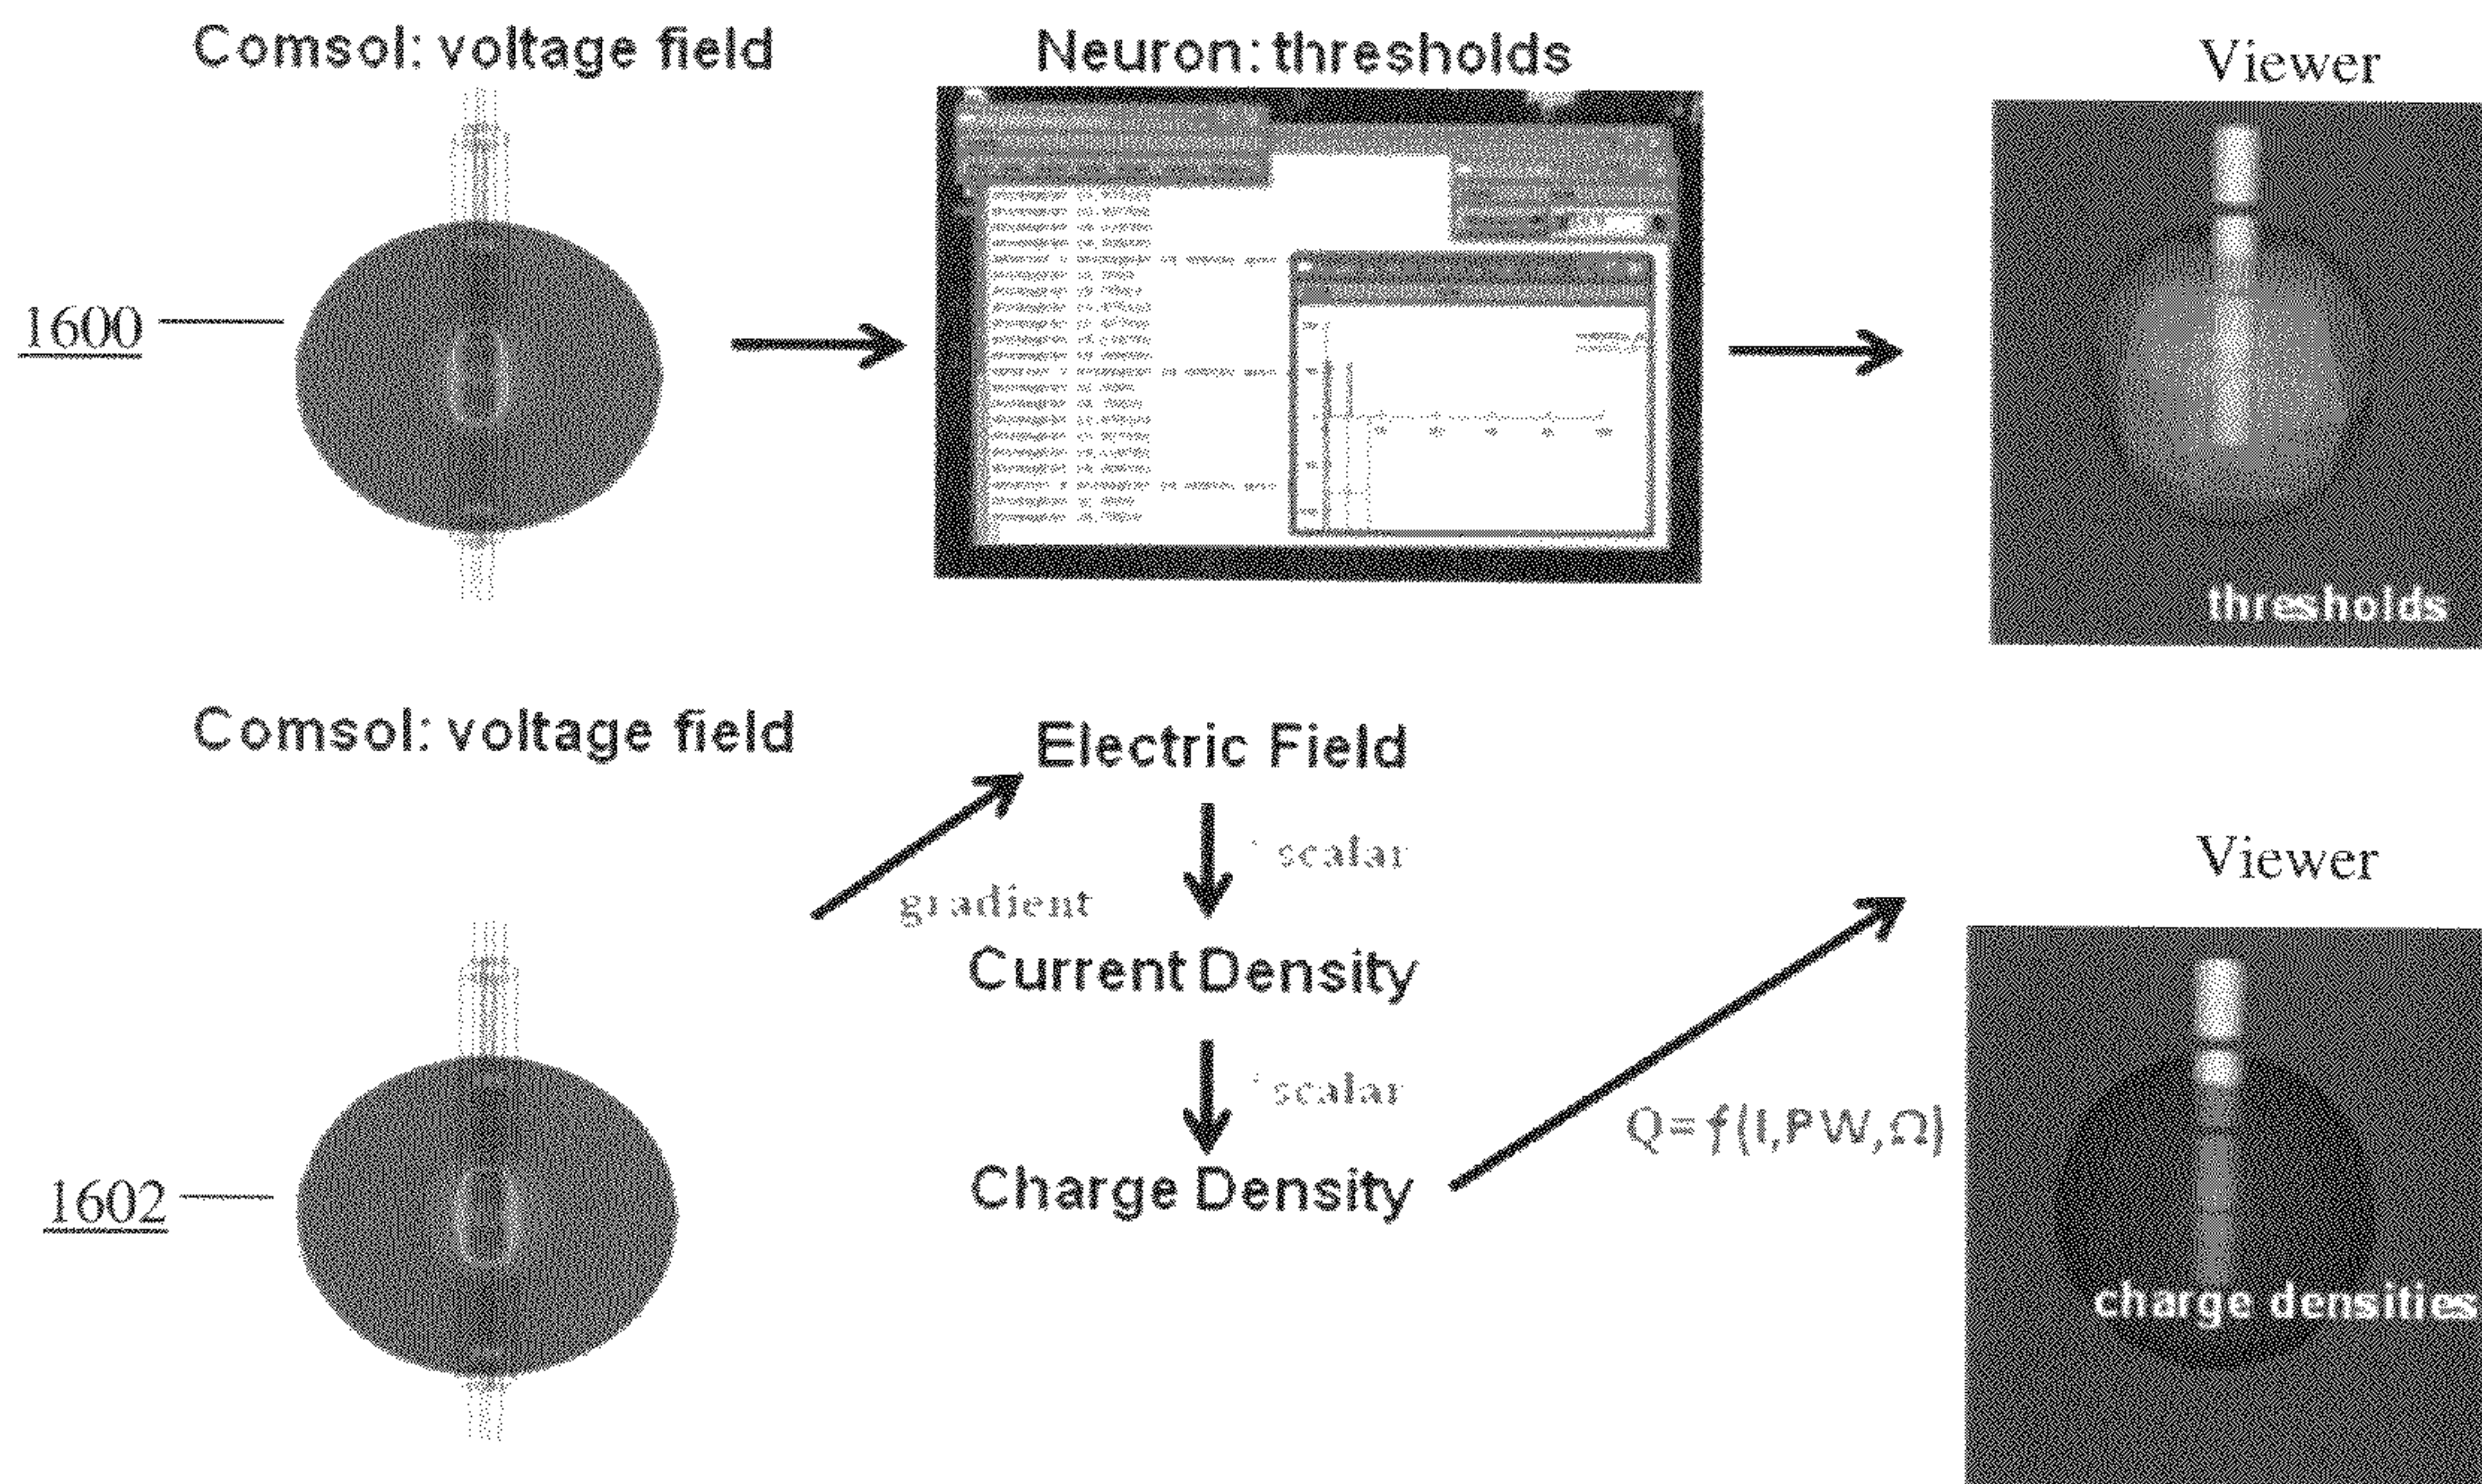 Comsol: voltage field
Neuron: thresholds
Viewer
1600
thresholds
Comsol: voltage field
Electric Field
scalar
gradient
Viewer
Current Density
scalar
Q=f(I,PW,Ω)
1602
Charge Density
charge densities